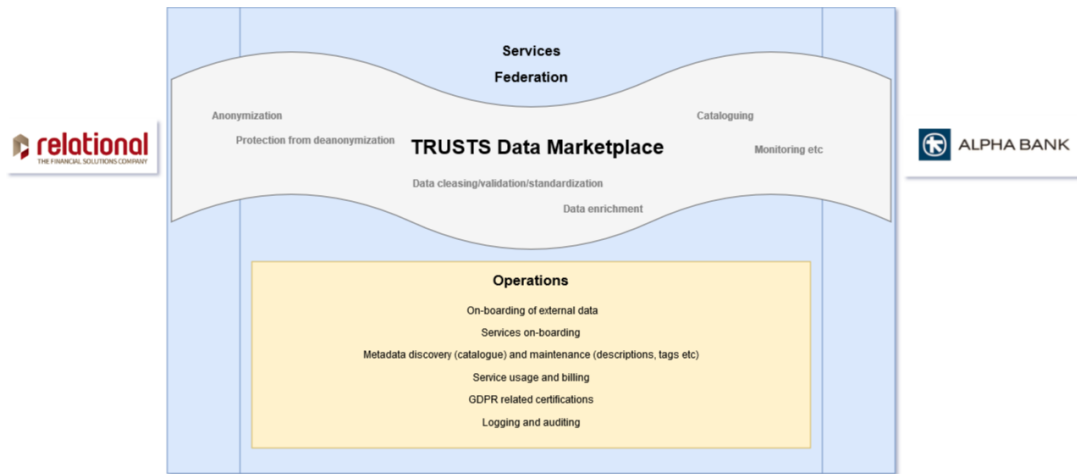 Services
Federation
Anonymization
Cataloguing
Protection from deanonymization
TRUSTS Data Marketplace
Monitoring etc
Data cleasing/validation/standardization
Data enrichment
relational
THE FINANCIAL SOLUTIONS COMPANY
ALPHA BANK
Operations
On-boarding of external data
Services on-boarding
Metadata discovery (catalogue) and maintenance (descriptions, tags etc)
Service usage and billing
GDPR related certifications
Logging and auditing